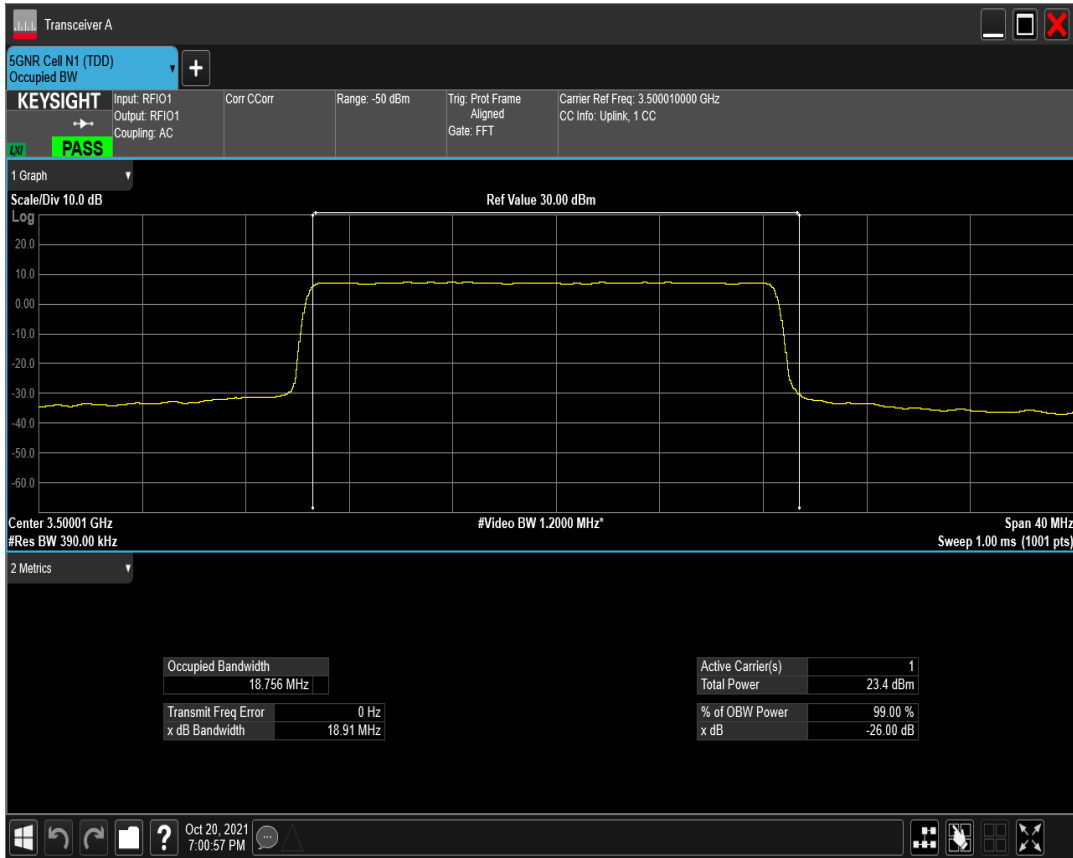 Transceiver A
5GNR Cell N1 (TDD)
Occupied BW
+
KEYSIGHT
LXI
PASS
Input: RFIO1
Output: RFIO1
Coupling: AC
Corr CCorr
Range: -50 dBm
Trig: Prot Frame
Aligned
Gate: FFT
Carrier Ref Freq: 3.500010000 GHz
CC Info: Uplink, 1 CC
1 Graph
Scale/Div 10.0 dB
Ref Value 30.00 dBm
Log
20.0
10.0
0.00
-10.0
-20.0
-30.0
-40.0
-50.0
-60.0
Center 3.50001 GHz
#Video BW 1.2000 MHz*
Span 40 MHz
#Res BW 390.00 kHz
Sweep 1.00 ms (1001 pts)
2 Metrics
Occupied Bandwidth
18.756 MHz
Transmit Freq Error 0 Hz
x dB Bandwidth 18.91 MHz
Active Carrier(s) 1
Total Power 23.4 dBm
% of OBW Power 99.00 %
x dB -26.00 dB
?
Oct 20, 2021
7:00:57 PM